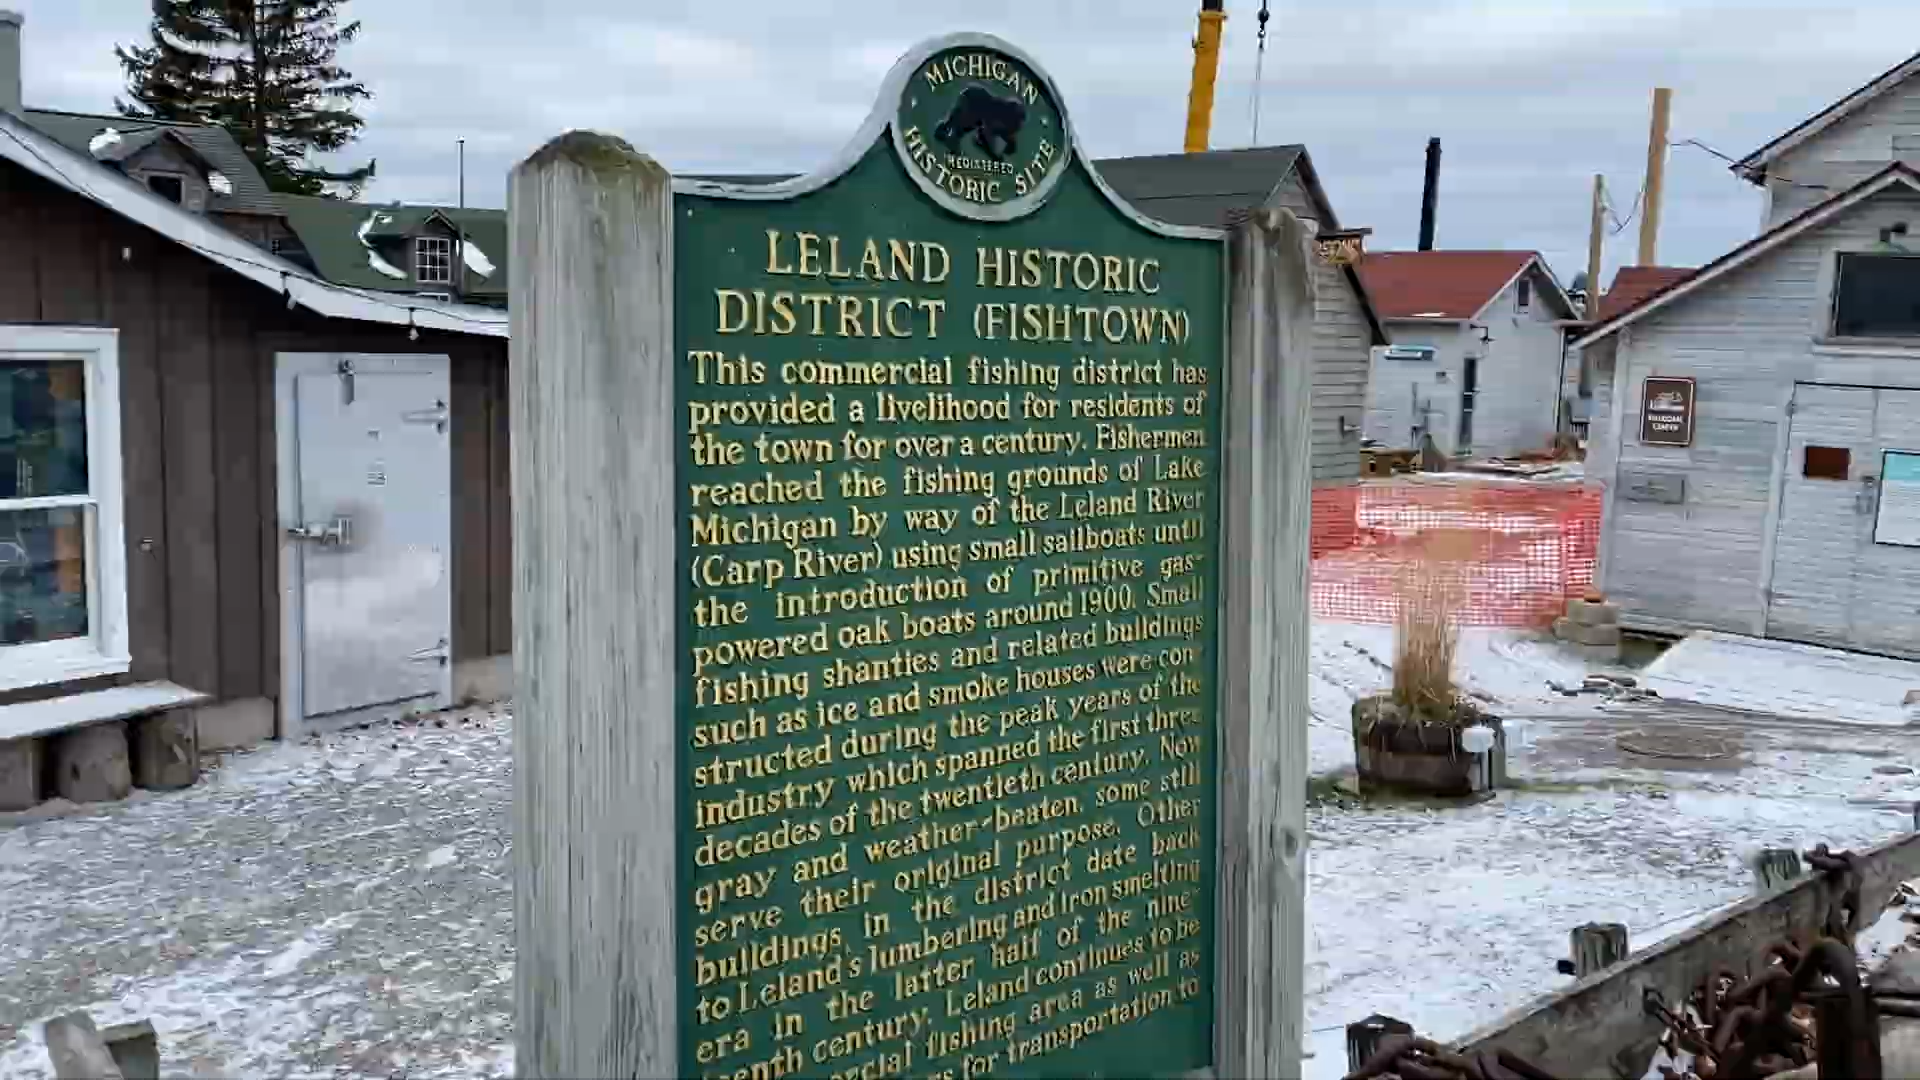 MICHIGAN
REGISTERED
HISTORIC SITE
LELAND HISTORIC
DISTRICT (FISHTOWN)
This commercial fishing district has
provided a livelihood for residents of
the town for over a century. Fishermen
reached the fishing grounds of Lake
Michigan by way of the Leland River
(Carp River) using small sailboats until
the introduction of primitive gas-
powered oak boats around 1900. Small
fishing shanties and related buildings
such as ice and smoke houses were con-
structed during the peak years of the
industry which spanned the first three
decades of the twentieth century. Now
gray and weather-beaten, some still
serve their original purpose. Other
buildings in the district date back
to Leland's lumbering and iron smelting
era in the latter half of the nine-
teenth century. Leland continues to be
fishing area as well as
for transportation to
WELCOME
CENTER